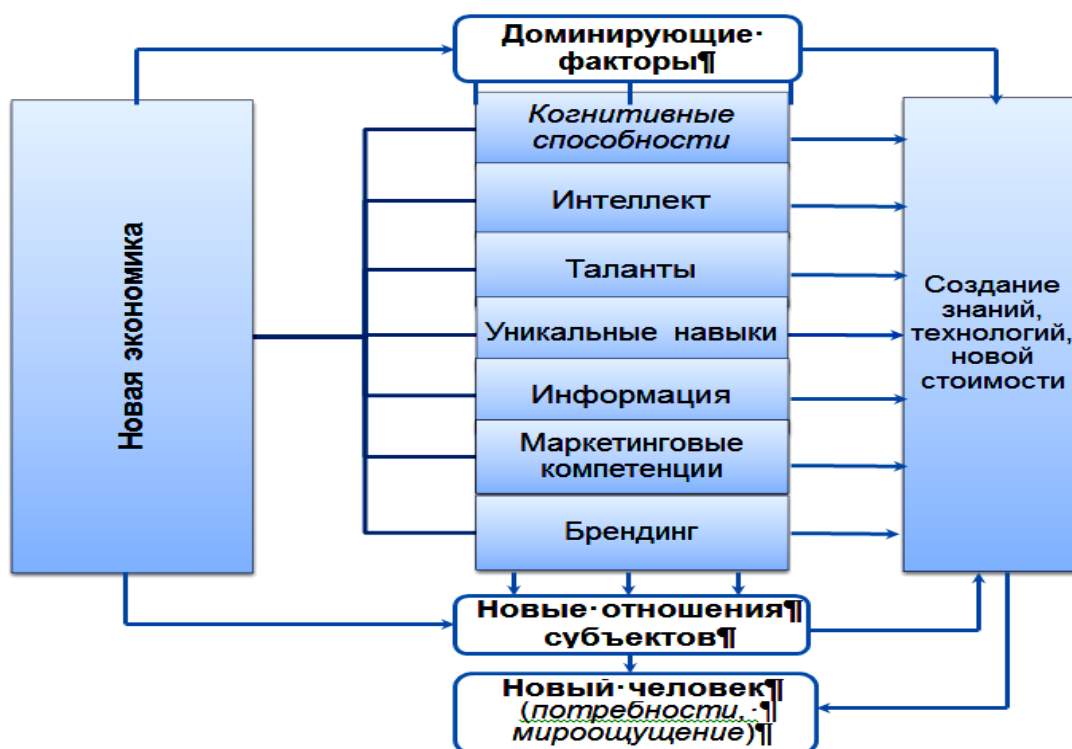 Доминирующие·
факторы¶
Новая экономика
Когнитивные
способности
Интеллект
Таланты
Уникальные навыки
Информация
Маркетинговые
компетенции
Брендинг
Создание
знаний,
технологий,
новой
стоимости
Новые·отношения¶
субъектов¶
Новый·человек¶
(потребности,·¶
мироощущение)¶